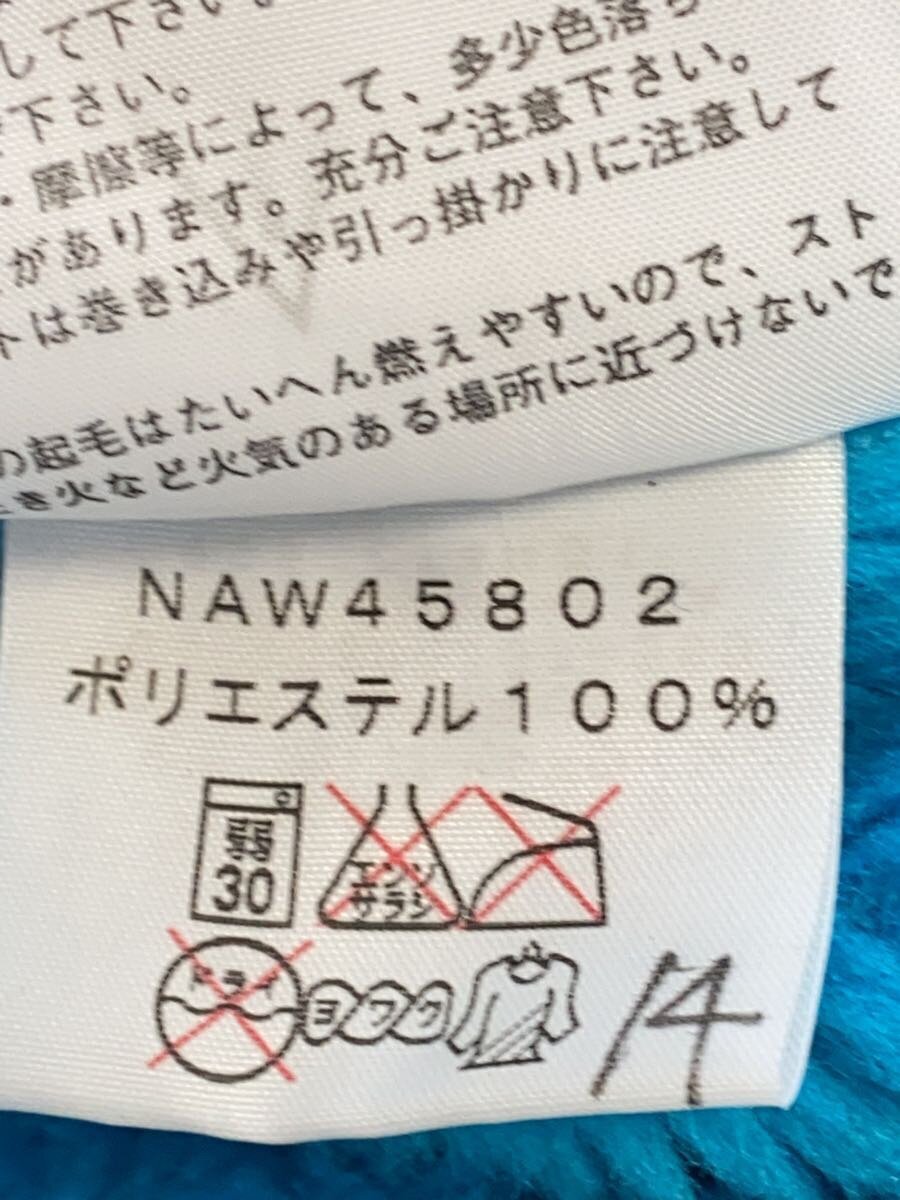 して下さい。
下さい。
・摩擦等によって、多少色落ち
があります。充分ご注意下さい。
トは巻き込みや引っ掛かりに注意して
の起毛はたいへん燃えやすいので、スト
き火など火気のある場所に近づけないで
NAW45802
ポリエステル100%
弱
30
エンソ
サラシ
ドライ
ヨワク
14